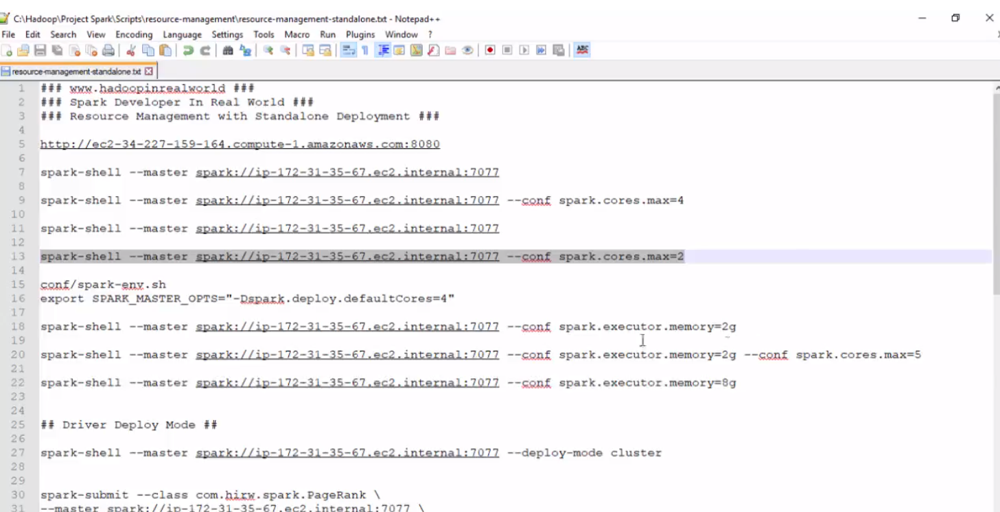 C:\Hadoop\Project Spark\Scripts\resource-management\resource-management-standalone.txt - Notepad++
File Edit Search View Encoding Language Settings Tools Macro Run Plugins Window ?
ABC
resource-management-standalone.txt
1 ### www.hadoopinrealworld ###
2 ### Spark Developer In Real World ###
3 ### Resource Management with Standalone Deployment ###
4
5 http://ec2-34-227-159-164.compute-1.amazonaws.com:8080
6
7 spark-shell --master spark://ip-172-31-35-67.ec2.internal:7077
8
9 spark-shell --master spark://ip-172-31-35-67.ec2.internal:7077 --conf spark.cores.max=4
10
11 spark-shell --master spark://ip-172-31-35-67.ec2.internal:7077
12
13 spark-shell --master spark://ip-172-31-35-67.ec2.internal:7077 --conf spark.cores.max=2
14
15 conf/spark-env.sh
16 export SPARK_MASTER_OPTS="-Dspark.deploy.defaultCores=4"
17
18 spark-shell --master spark://ip-172-31-35-67.ec2.internal:7077 --conf spark.executor.memory=2g
19
20 spark-shell --master spark://ip-172-31-35-67.ec2.internal:7077 --conf spark.executor.memory=2g --conf spark.cores.max=5
21
22 spark-shell --master spark://ip-172-31-35-67.ec2.internal:7077 --conf spark.executor.memory=8g
23
24
25 ## Driver Deploy Mode ##
26
27 spark-shell --master spark://ip-172-31-35-67.ec2.internal:7077 --deploy-mode cluster
28
29
30 spark-submit --class com.hirw.spark.PageRank \
31 --master spark://ip-172-31-35-67.ec2.internal:7077 \